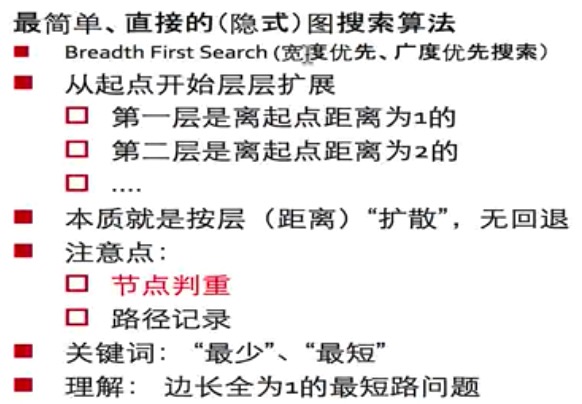 最简单、直接的(隐式)图搜索算法
Breadth First Search (宽度优先、广度优先搜索)
从起点开始层层扩展
第一层是离起点距离为1的
第二层是离起点距离为2的
....
本质就是按层（距离）“扩散”，无回退
注意点：
节点判重
路径记录
关键词：“最少”、“最短”
理解： 边长全为1的最短路问题